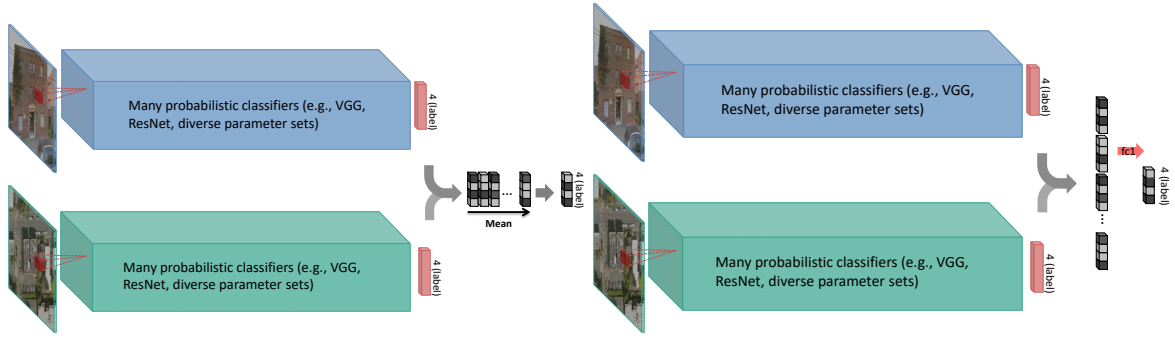 Many probabilistic classifiers (e.g., VGG,
ResNet, diverse parameter sets)
4 (label)
Many probabilistic classifiers (e.g., VGG,
ResNet, diverse parameter sets)
4 (label)
...
Mean
4 (label)
Many probabilistic classifiers (e.g., VGG,
ResNet, diverse parameter sets)
4 (label)
Many probabilistic classifiers (e.g., VGG,
ResNet, diverse parameter sets)
4 (label)
fc1
...
4 (label)